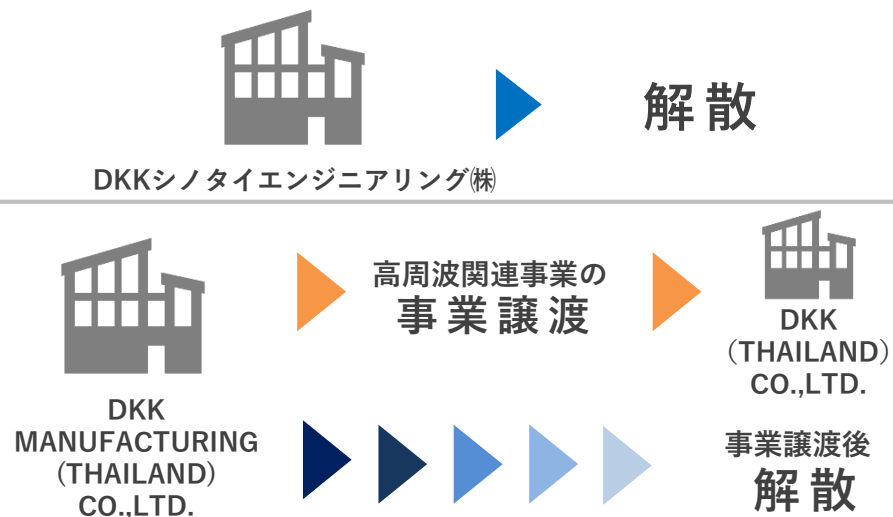 解散
DKKシノタイエンジニアリング㈱
高周波関連事業の
事業譲渡
DKK
(THAILAND)
CO.,LTD.
DKK
MANUFACTURING
(THAILAND)
CO.,LTD.
事業譲渡後
解散